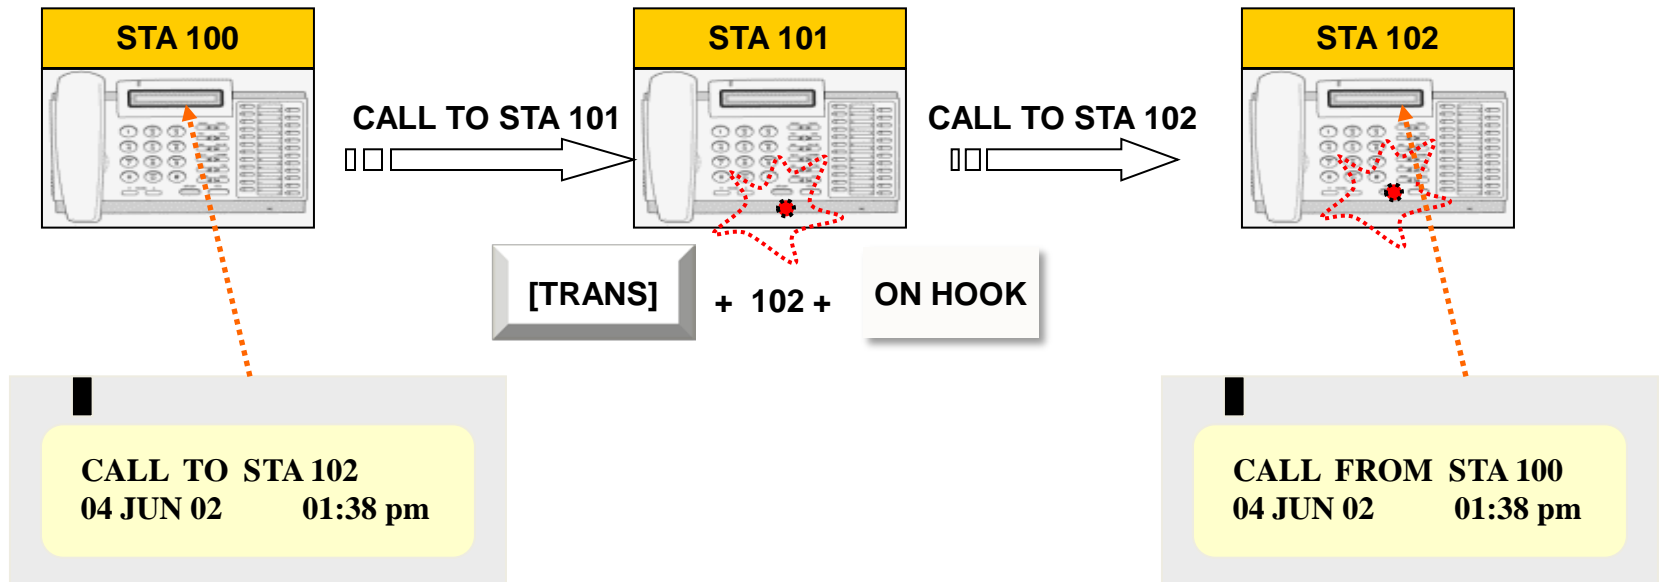 STA 100
STA 101
STA 102
CALL TO STA 101
CALL TO STA 102
[TRANS] + 102 + ON HOOK
CALL TO STA 102
04 JUN 02 01:38 pm
CALL FROM STA 100
04 JUN 02 01:38 pm